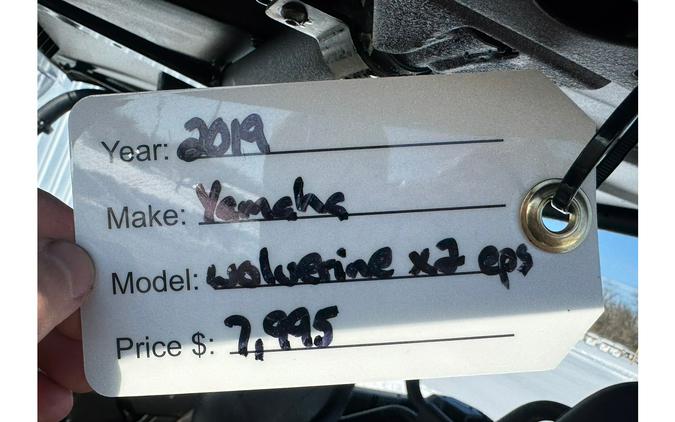 Year: 2019
Make: Yamaha
Model: wolverine x2 eps
Price $: 7,995